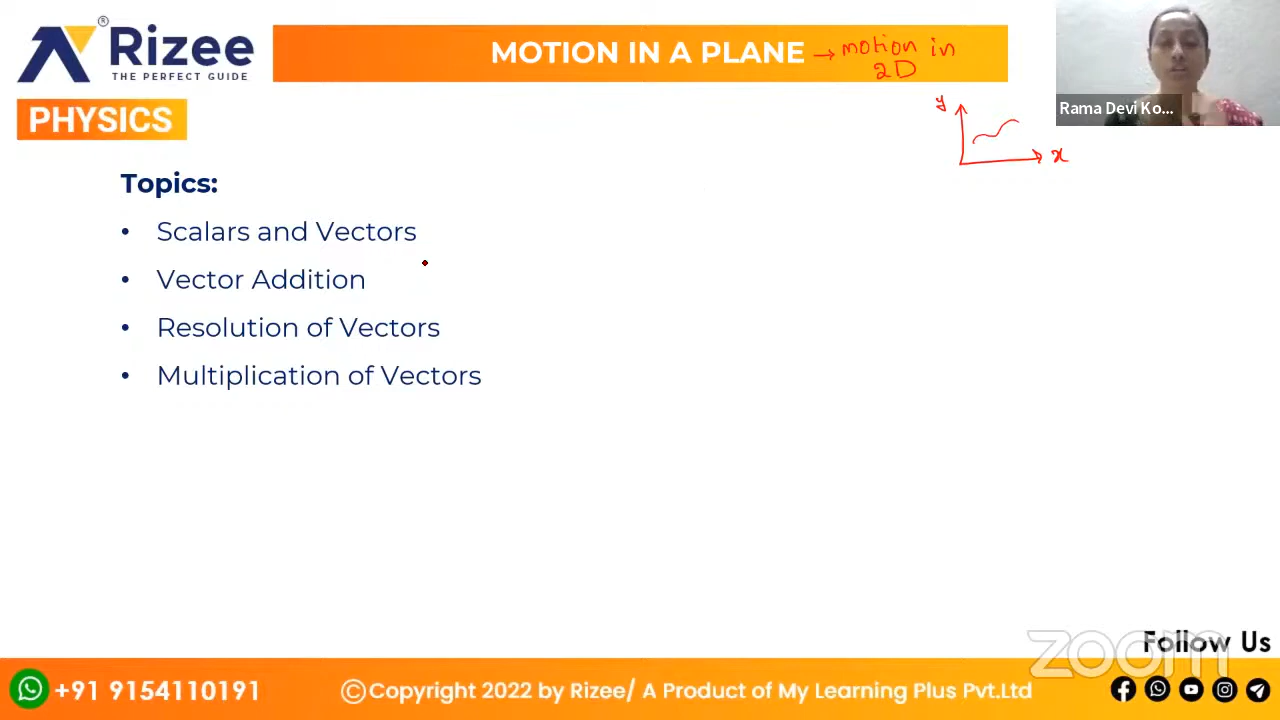 Rizee®
THE PERFECT GUIDE
MOTION IN A PLANE → motion in
2D
PHYSICS
y
x
Rama Devi Ko...
Topics:
• Scalars and Vectors
• Vector Addition
• Resolution of Vectors
• Multiplication of Vectors
zoom
Follow Us
+91 9154110191
©Copyright 2022 by Rizee/ A Product of My Learning Plus Pvt.Ltd